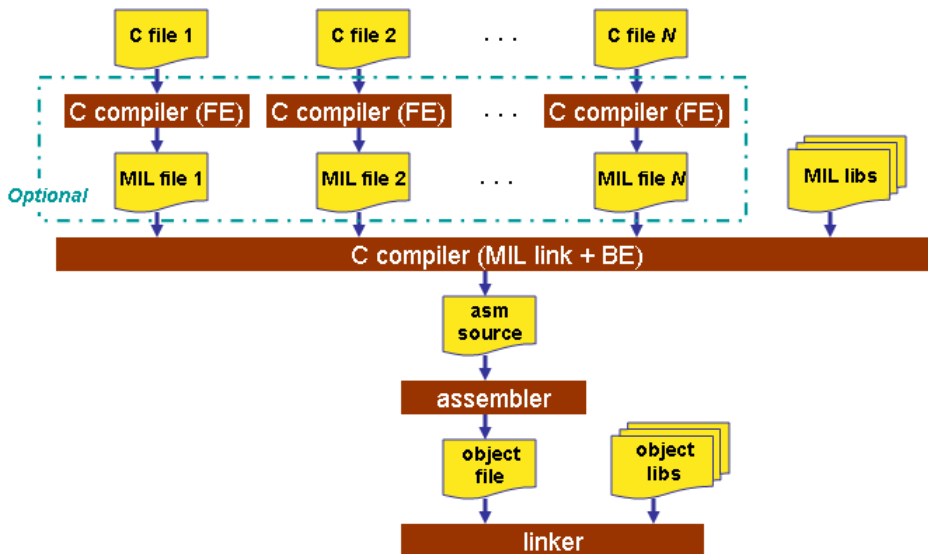 C file 1
C file 2
. . .
C file N
C compiler (FE)
C compiler (FE)
. . .
C compiler (FE)
Optional
MIL file 1
MIL file 2
. . .
MIL file N
MIL libs
C compiler (MIL link + BE)
asm
source
assembler
object
file
object
libs
linker